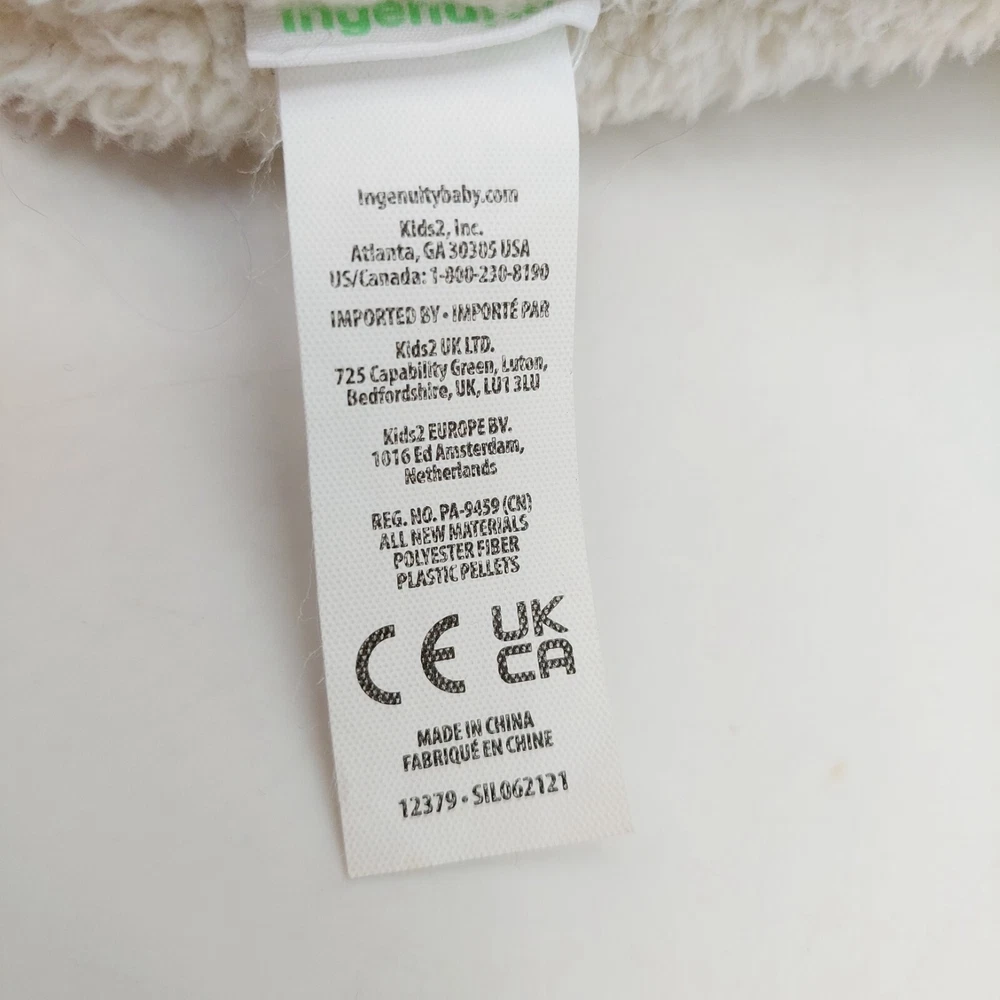 ingenuity
Ingenuitybaby.com
Kids2, Inc.
Atlanta, GA 30305 USA
US/Canada: 1-800-230-8190
IMPORTED BY • IMPORTÉ PAR
Kids2 UK LTD.
725 Capability Green, Luton,
Bedfordshire, UK, LU1 3LU
Kids2 EUROPE BV.
1016 Ed Amsterdam,
Netherlands
REG. NO. PA-9459 (CN)
ALL NEW MATERIALS
POLYESTER FIBER
PLASTIC PELLETS
CE UK
CA
MADE IN CHINA
FABRIQUÉ EN CHINE
12379 • SIL062121